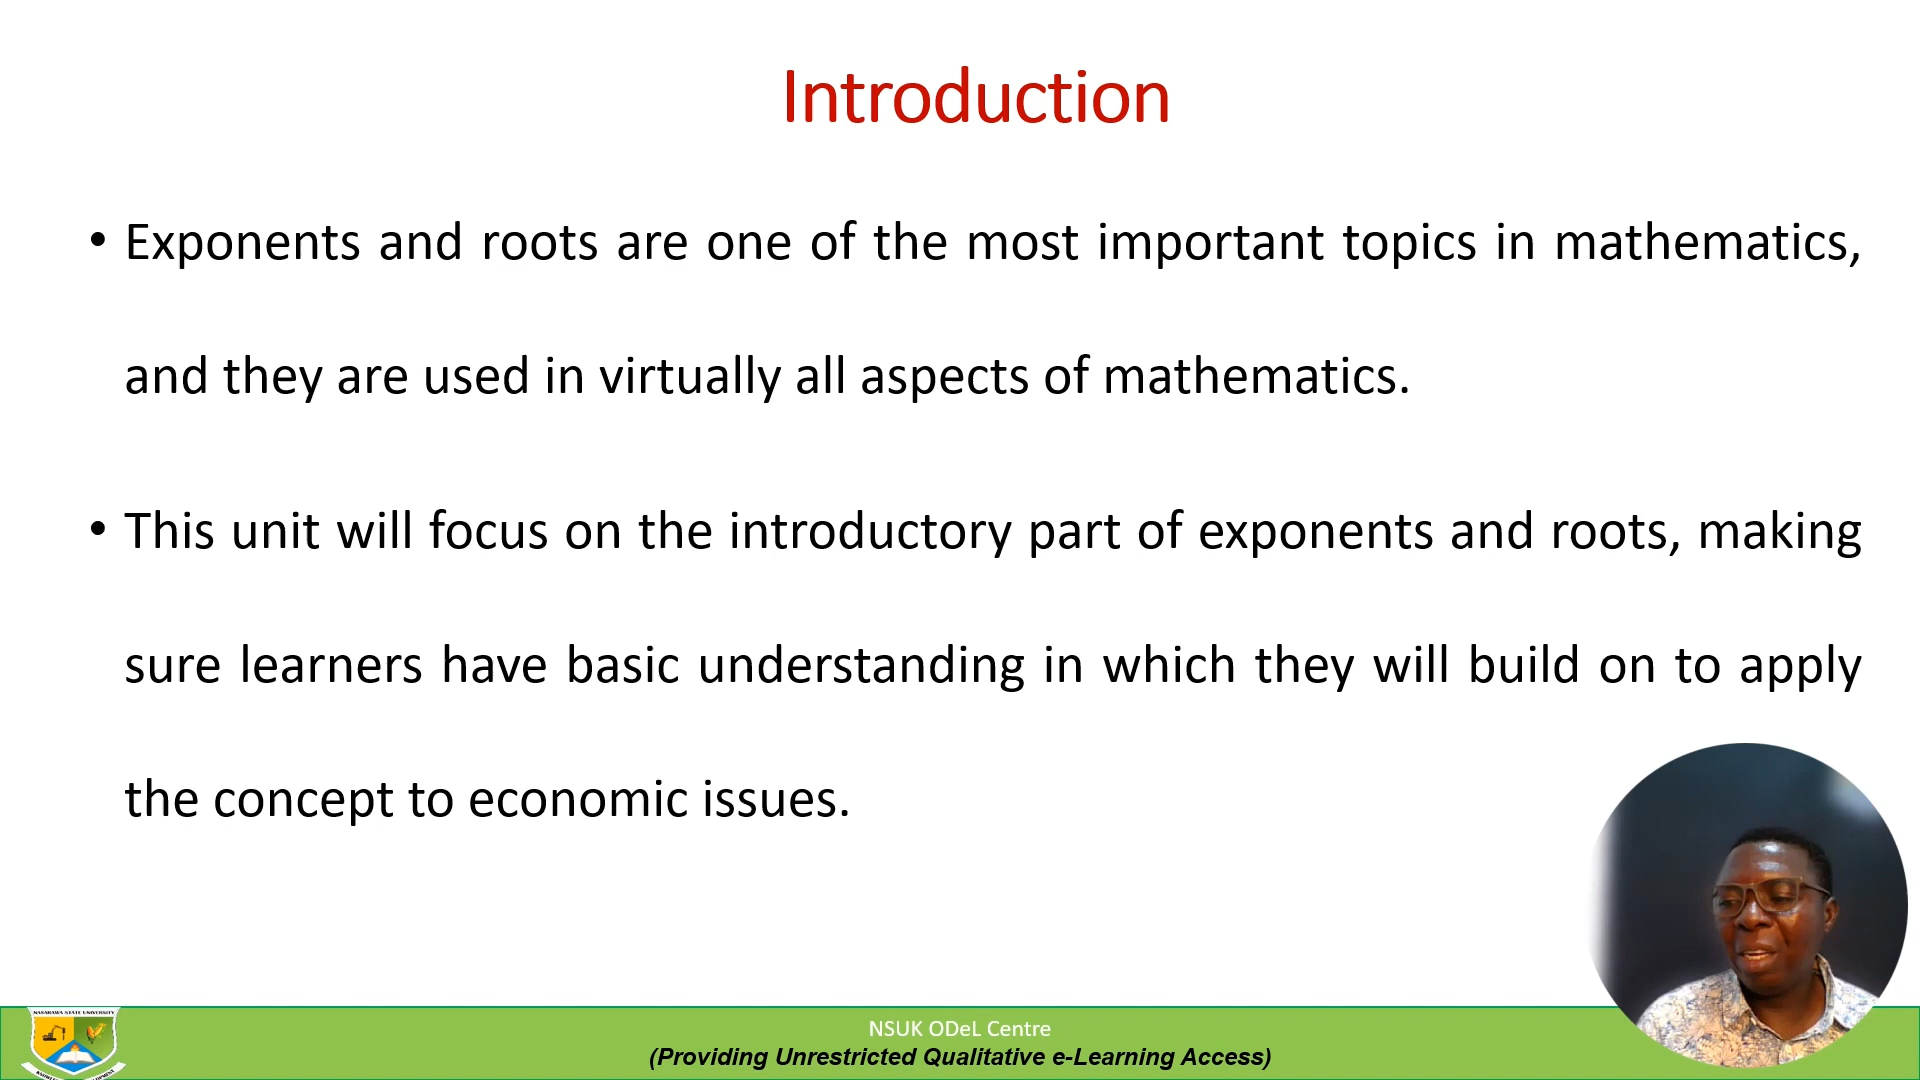 Introduction
• Exponents and roots are one of the most important topics in mathematics,
and they are used in virtually all aspects of mathematics.
• This unit will focus on the introductory part of exponents and roots, making
sure learners have basic understanding in which they will build on to apply
the concept to economic issues.
NASARAWA STATE UNIVERSITY
NSUK ODeL Centre
(Providing Unrestricted Qualitative e-Learning Access)